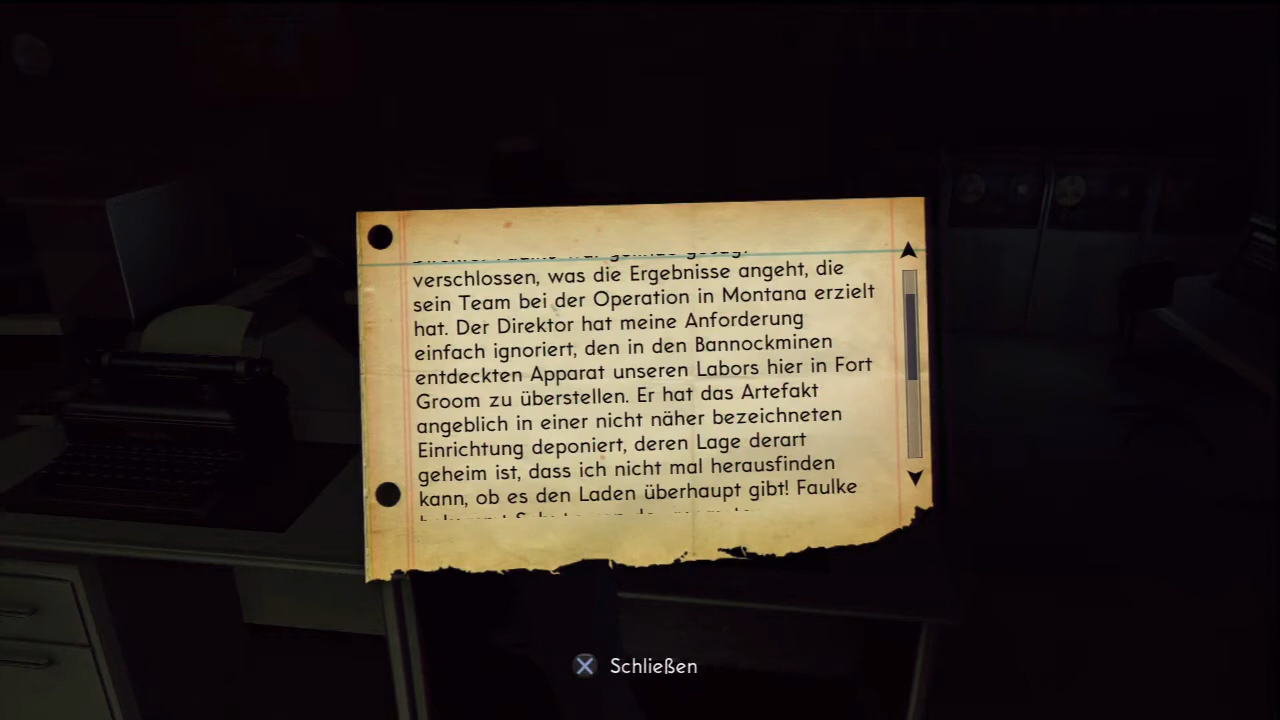 verschlossen, was die Ergebnisse angeht, die
sein Team bei der Operation in Montana erzielt
hat. Der Direktor hat meine Anforderung
einfach ignoriert, den in den Bannockminen
entdeckten Apparat unseren Labors hier in Fort
Groom zu überstellen. Er hat das Artefakt
angeblich in einer nicht näher bezeichneten
Einrichtung deponiert, deren Lage derart
geheim ist, dass ich nicht mal herausfinden
kann, ob es den Laden überhaupt gibt! Faulke
Schließen